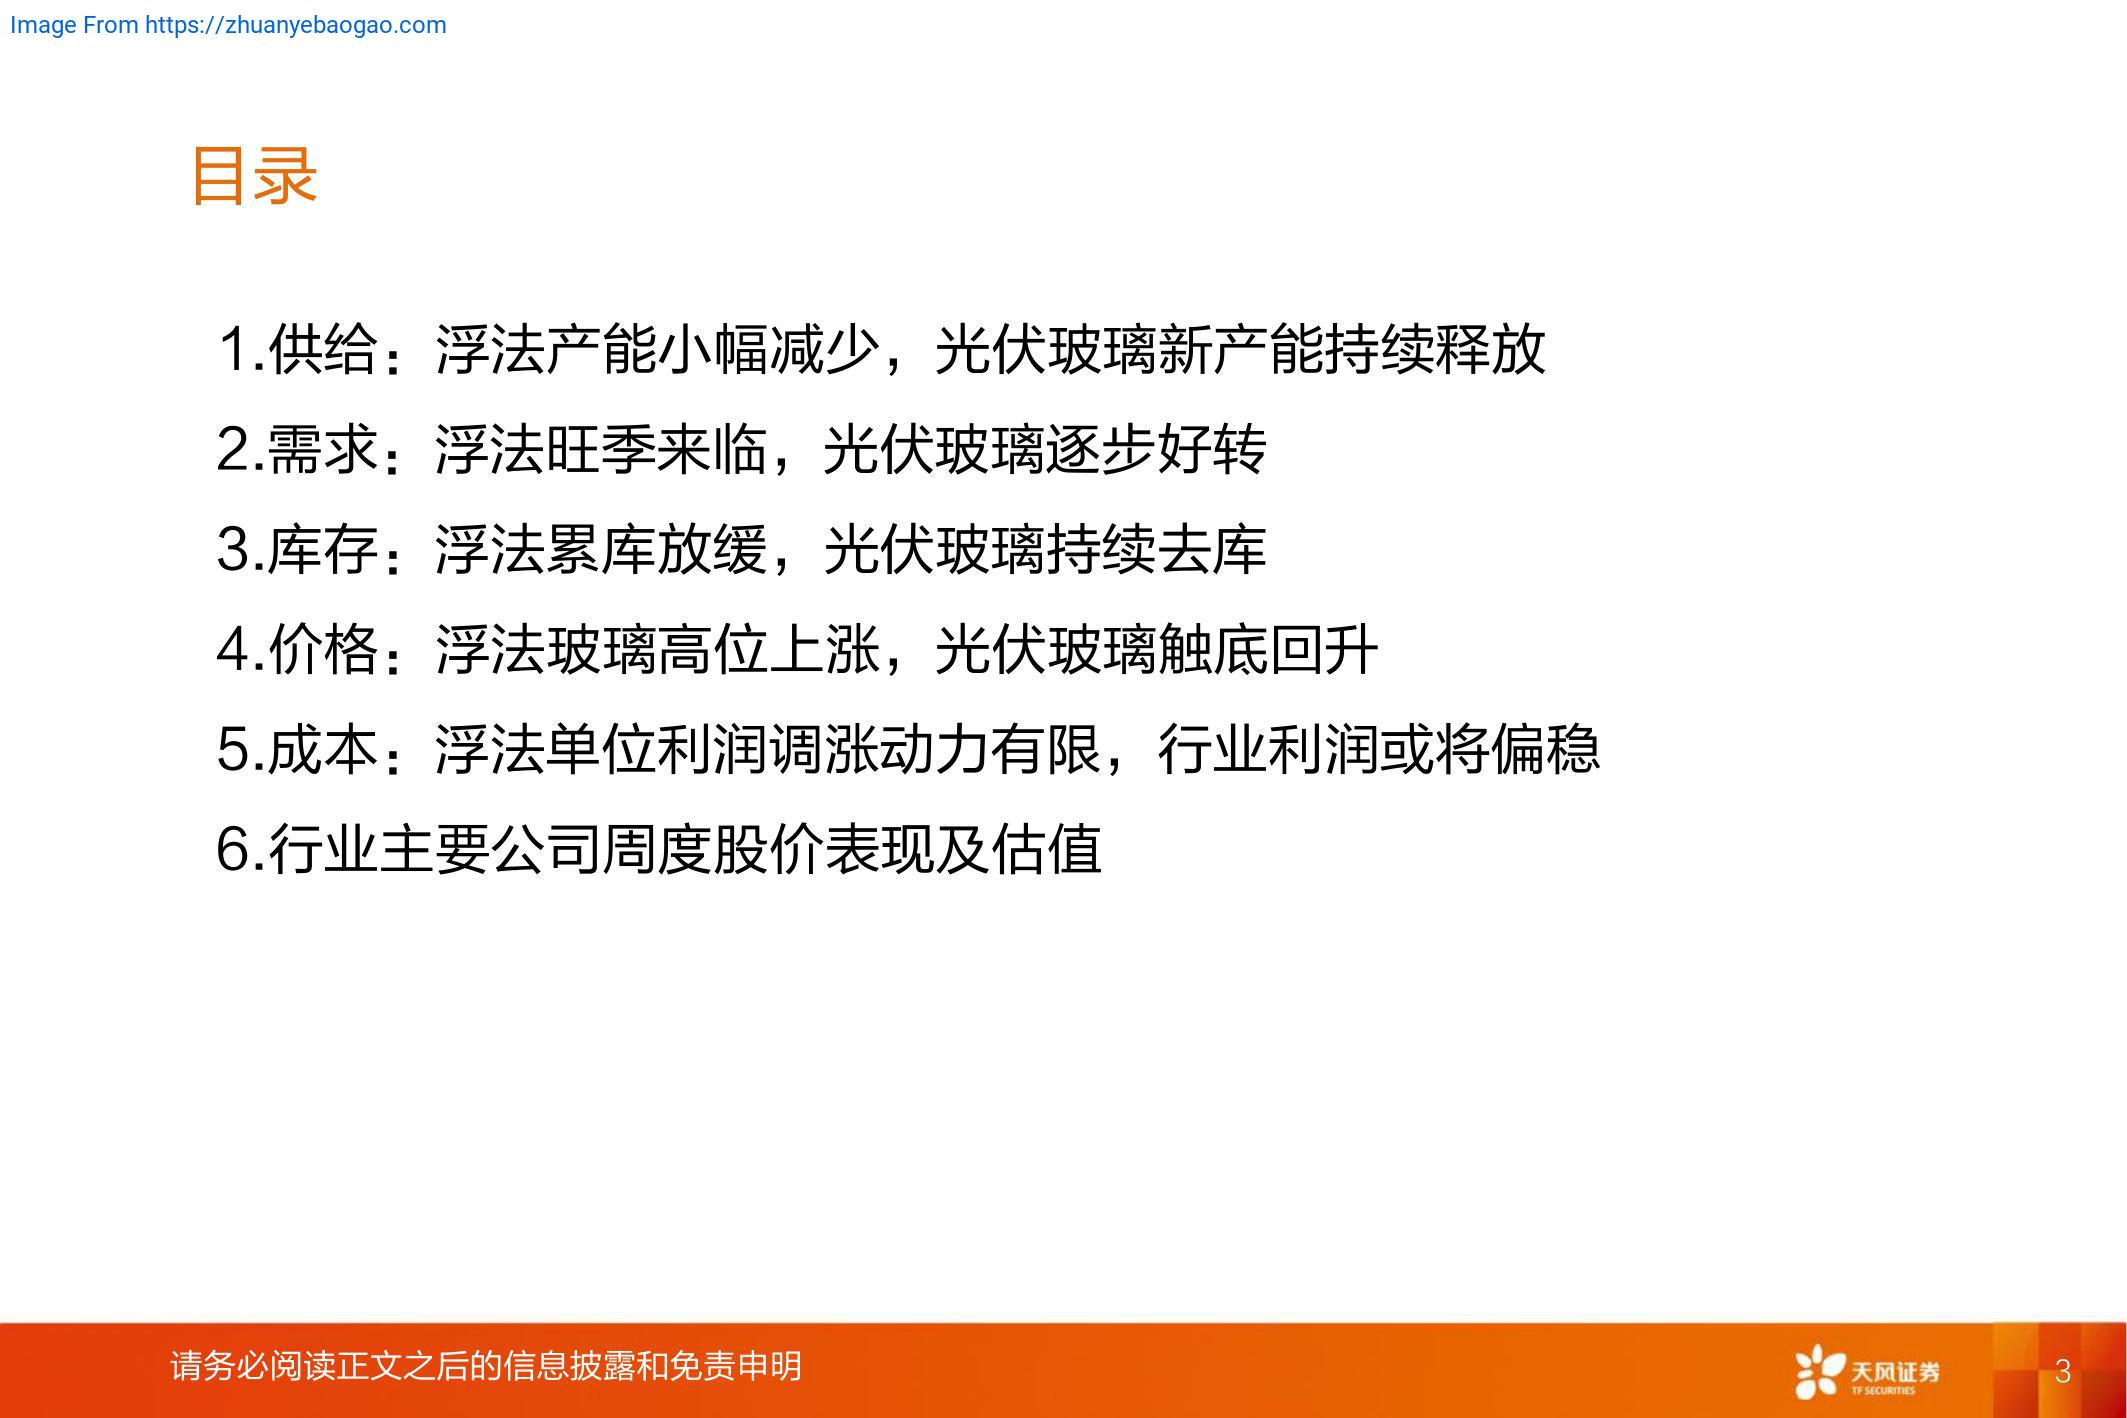 Image From https://zhuanyebaogao.com
目录
1.供给：浮法产能小幅减少，光伏玻璃新产能持续释放
2.需求：浮法旺季来临，光伏玻璃逐步好转
3.库存：浮法累库放缓，光伏玻璃持续去库
4.价格：浮法玻璃高位上涨，光伏玻璃触底回升
5.成本：浮法单位利润调涨动力有限，行业利润或将偏稳
6.行业主要公司周度股价表现及估值
请务必阅读正文之后的信息披露和免责申明
天风证券
TF SECURITIES
3